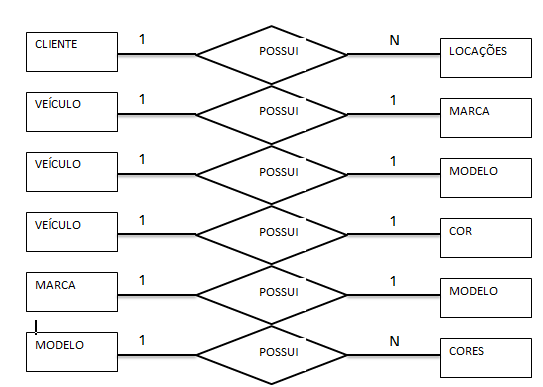 CLIENTE 1 POSSUI N LOCAÇÕES
VEÍCULO 1 POSSUI 1 MARCA
VEÍCULO 1 POSSUI 1 MODELO
VEÍCULO 1 POSSUI 1 COR
MARCA 1 POSSUI 1 MODELO
MODELO 1 POSSUI N CORES